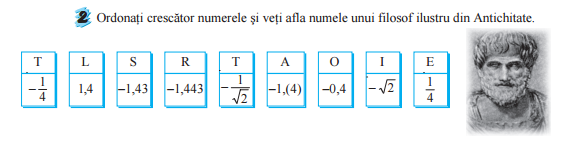 2 Ordonați crescător numerele și veți afla numele unui filosof ilustru din Antichitate.
T L S R T A O I E
−1/4 1,4 −1,43 −1,443 −1/√2 −1,(4) −0,4 −√2 1/4